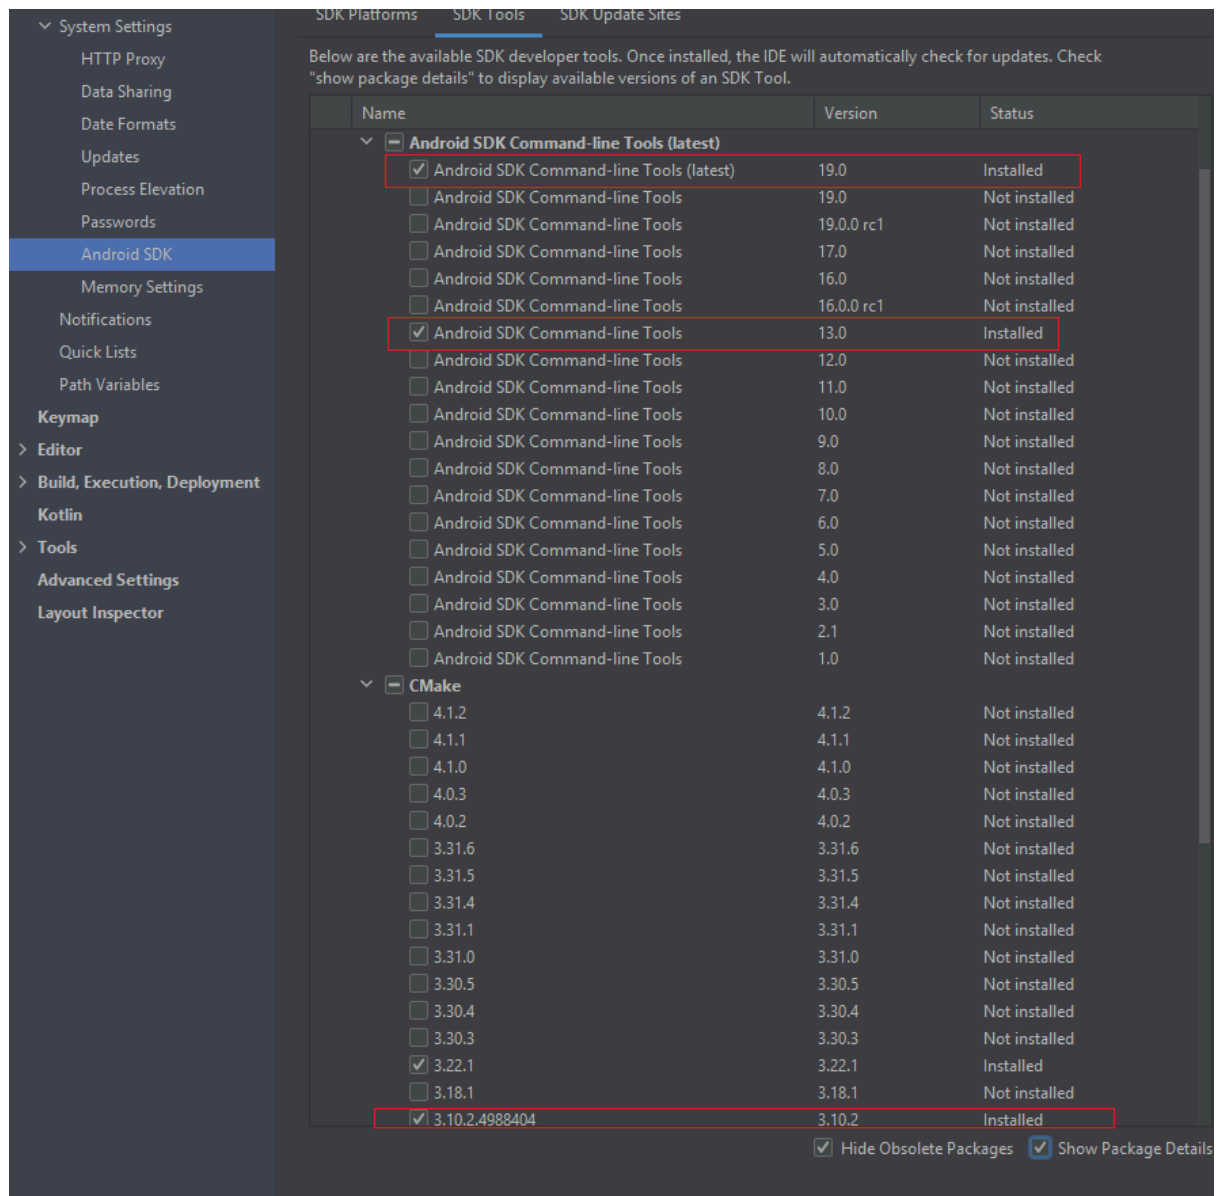 System Settings
HTTP Proxy
Data Sharing
Date Formats
Updates
Process Elevation
Passwords
Android SDK
Memory Settings
Notifications
Quick Lists
Path Variables
Keymap
Editor
Build, Execution, Deployment
Kotlin
Tools
Advanced Settings
Layout Inspector
SDK Platforms SDK Tools SDK Update Sites
Below are the available SDK developer tools. Once installed, the IDE will automatically check for updates. Check
"show package details" to display available versions of an SDK Tool.
Name Version Status
Android SDK Command-line Tools (latest)
Android SDK Command-line Tools (latest) 19.0 Installed
Android SDK Command-line Tools 19.0 Not installed
Android SDK Command-line Tools 19.0.0 rc1 Not installed
Android SDK Command-line Tools 17.0 Not installed
Android SDK Command-line Tools 16.0 Not installed
Android SDK Command-line Tools 16.0.0 rc1 Not installed
Android SDK Command-line Tools 13.0 Installed
Android SDK Command-line Tools 12.0 Not installed
Android SDK Command-line Tools 11.0 Not installed
Android SDK Command-line Tools 10.0 Not installed
Android SDK Command-line Tools 9.0 Not installed
Android SDK Command-line Tools 8.0 Not installed
Android SDK Command-line Tools 7.0 Not installed
Android SDK Command-line Tools 6.0 Not installed
Android SDK Command-line Tools 5.0 Not installed
Android SDK Command-line Tools 4.0 Not installed
Android SDK Command-line Tools 3.0 Not installed
Android SDK Command-line Tools 2.1 Not installed
Android SDK Command-line Tools 1.0 Not installed
CMake
4.1.2 4.1.2 Not installed
4.1.1 4.1.1 Not installed
4.1.0 4.1.0 Not installed
4.0.3 4.0.3 Not installed
4.0.2 4.0.2 Not installed
3.31.6 3.31.6 Not installed
3.31.5 3.31.5 Not installed
3.31.4 3.31.4 Not installed
3.31.1 3.31.1 Not installed
3.31.0 3.31.0 Not installed
3.30.5 3.30.5 Not installed
3.30.4 3.30.4 Not installed
3.30.3 3.30.3 Not installed
3.22.1 3.22.1 Installed
3.18.1 3.18.1 Not installed
3.10.2.4988404 3.10.2 Installed
Hide Obsolete Packages Show Package Details